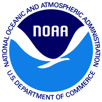 NATIONAL OCEANIC AND ATMOSPHERIC ADMINISTRATION
NOAA
U.S. DEPARTMENT OF COMMERCE